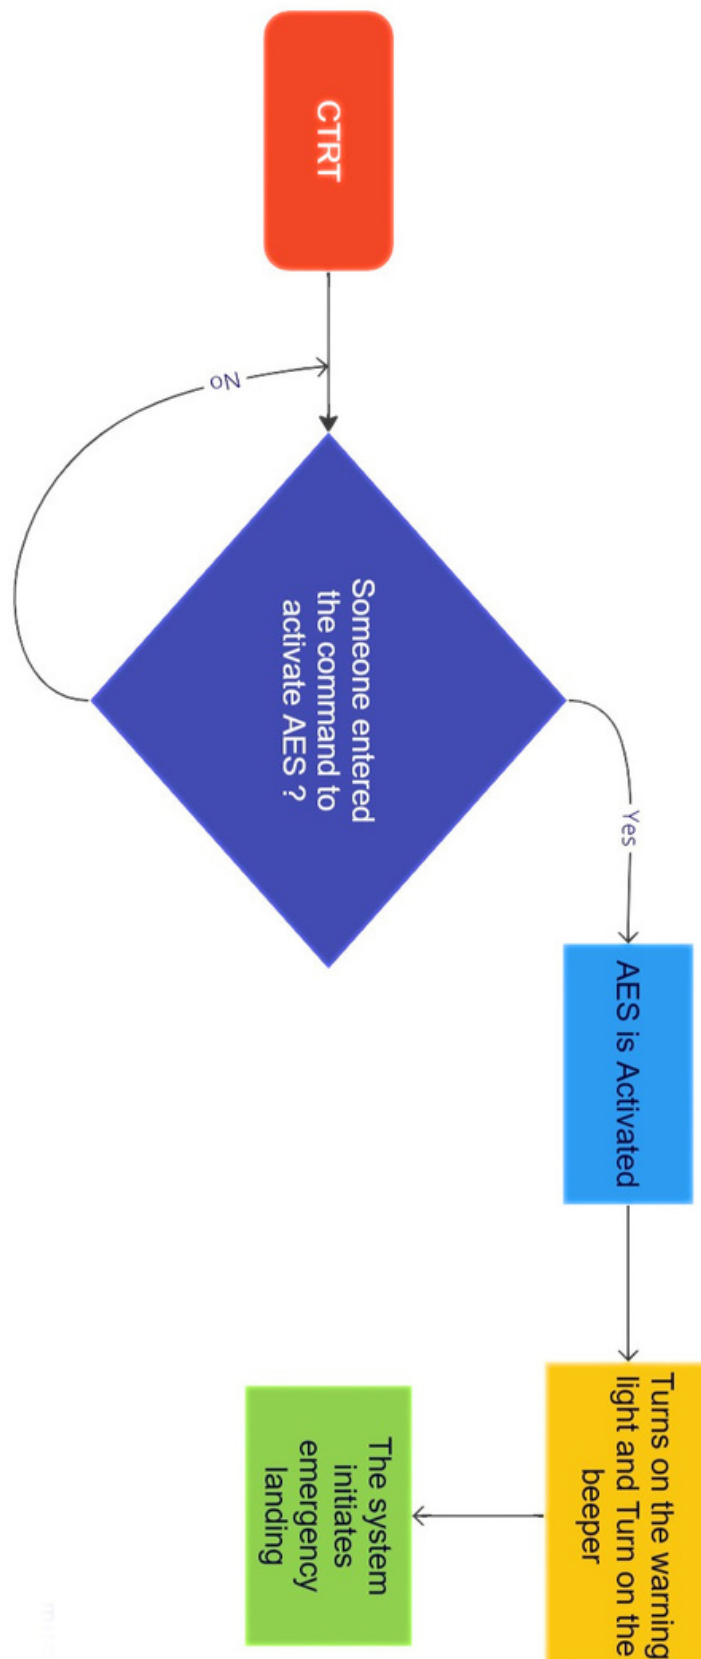 CTRT
No
Someone entered
the command to
activate AES ?
Yes
AES is Activated
Turns on the warning
light and Turn on the
beeper
The system
initiates
emergency
landing